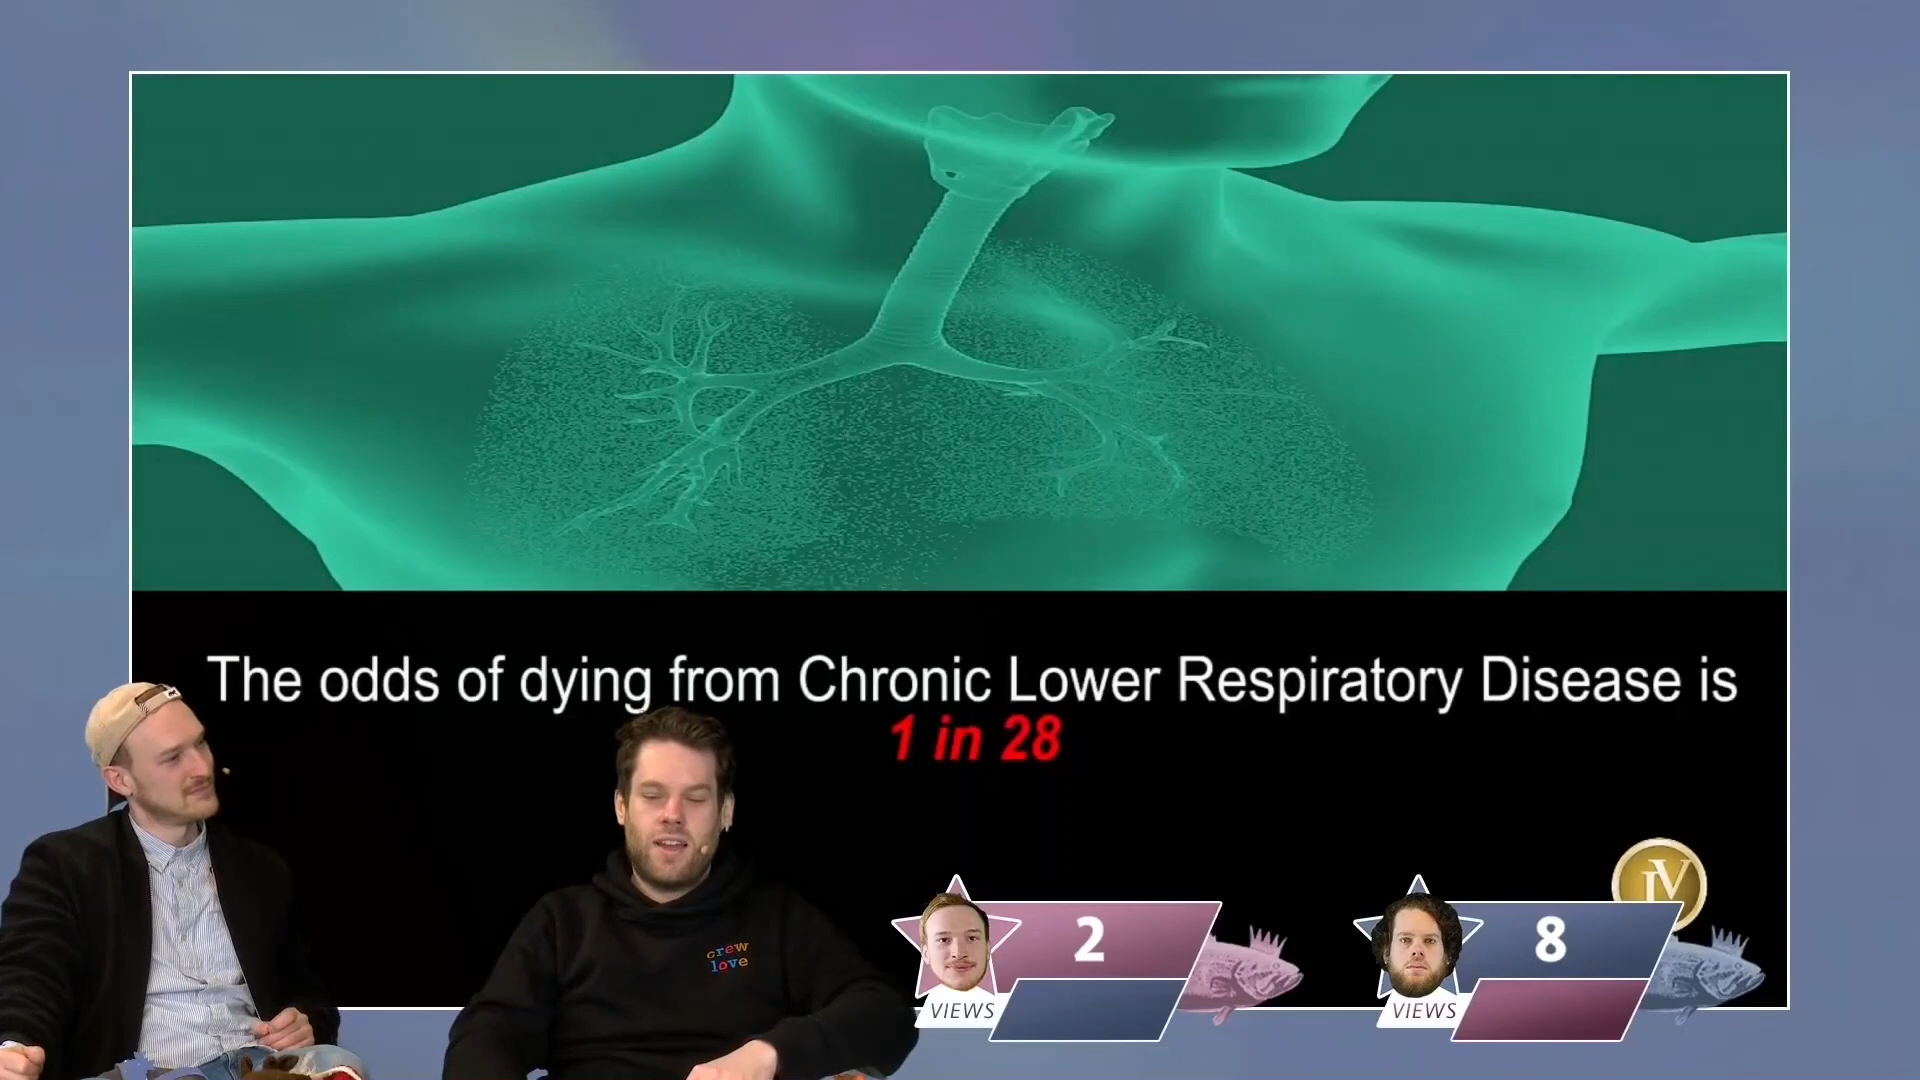 The odds of dying from Chronic Lower Respiratory Disease is
1 in 28
crew
love
IV
2
8
VIEWS
VIEWS